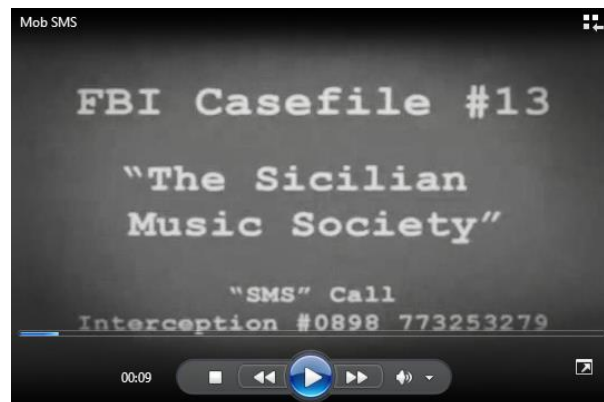 Mob SMS
FBI Casefile #13
“The Sicilian
Music Society”
“SMS” Call
Interception #0898 773253279
00:09